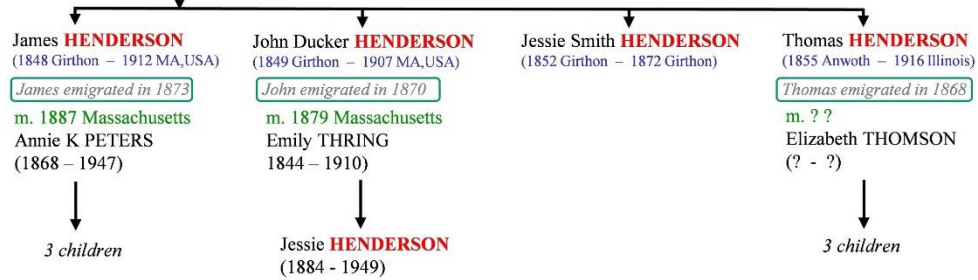 James HENDERSON
(1848 Girthon – 1912 MA,USA)
James emigrated in 1873
m. 1887 Massachusetts
Annie K PETERS
(1868 – 1947)
3 children
John Ducker HENDERSON
(1849 Girthon – 1907 MA,USA)
John emigrated in 1870
m. 1879 Massachusetts
Emily THRING
1844 – 1910)
Jessie HENDERSON
(1884 - 1949)
Jessie Smith HENDERSON
(1852 Girthon – 1872 Girthon)
Thomas HENDERSON
(1855 Anwoth – 1916 Illinois)
Thomas emigrated in 1868
m. ? ?
Elizabeth THOMSON
(? - ?)
3 children